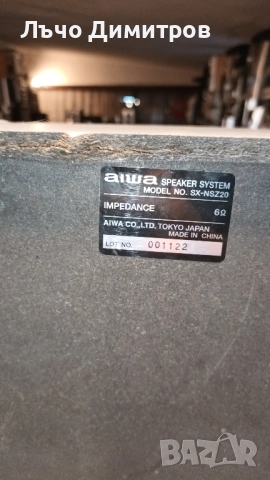 Лъчо Димитров
aiwa SPEAKER SYSTEM
MODEL NO. SX-NSZ20
IMPEDANCE 6Ω
AIWA CO.,LTD. TOKYO JAPAN
MADE IN CHINA
LOT NO. 001122
BAZAR